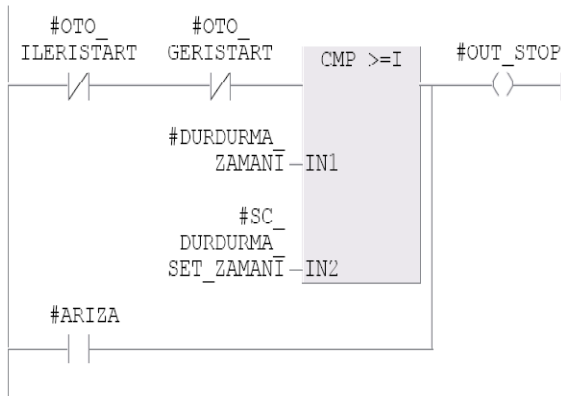 #OTO_
ILERISTART
#OTO_
GERISTART
CMP >=I
#OUT_STOP
#DURDURMA_
ZAMANI
IN1
#SC_
DURDURMA_
SET_ZAMANI
IN2
#ARIZA